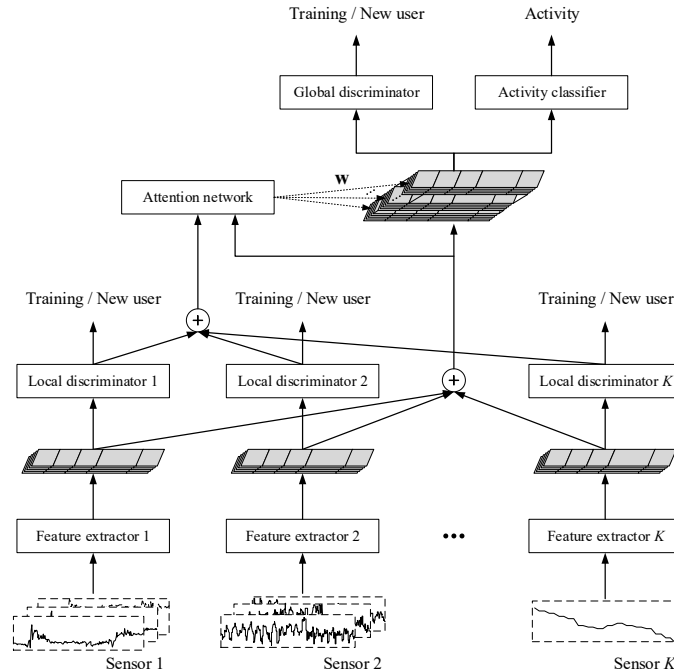 Training / New user
Activity
Global discriminator
Activity classifier
Attention network
w
Training / New user
Training / New user
Training / New user
+
Local discriminator 1
Local discriminator 2
+
Local discriminator K
Feature extractor 1
Feature extractor 2
•••
Feature extractor K
Sensor 1
Sensor 2
Sensor K